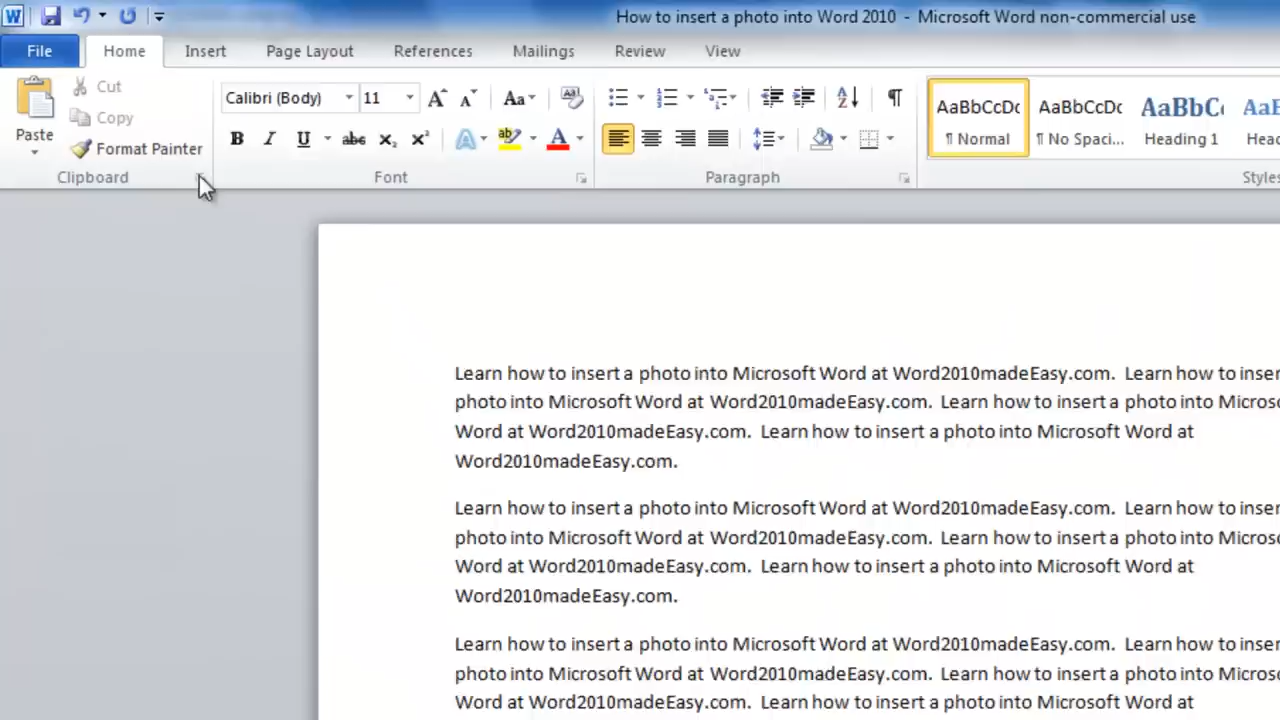 How to insert a photo into Word 2010 - Microsoft Word non-commercial use
File Home Insert Page Layout References Mailings Review View
Cut
Copy
Paste
Format Painter
Clipboard
Calibri (Body) 11
Font
Paragraph
AaBbCcDc AaBbCcDc AaBbC AaB
¶ Normal ¶ No Spaci... Heading 1 Head
Styles
Learn how to insert a photo into Microsoft Word at Word2010madeEasy.com. Learn how to inser
photo into Microsoft Word at Word2010madeEasy.com. Learn how to insert a photo into Microso
Word at Word2010madeEasy.com. Learn how to insert a photo into Microsoft Word at
Word2010madeEasy.com.
Learn how to insert a photo into Microsoft Word at Word2010madeEasy.com. Learn how to inser
photo into Microsoft Word at Word2010madeEasy.com. Learn how to insert a photo into Microso
Word at Word2010madeEasy.com. Learn how to insert a photo into Microsoft Word at
Word2010madeEasy.com.
Learn how to insert a photo into Microsoft Word at Word2010madeEasy.com. Learn how to inser
photo into Microsoft Word at Word2010madeEasy.com. Learn how to insert a photo into Microso
Word at Word2010madeEasy.com. Learn how to insert a photo into Microsoft Word at